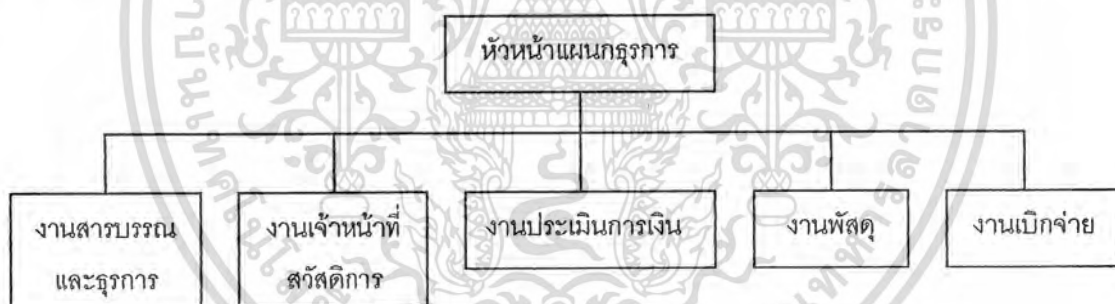 หัวหน้าแผนกธุรการ
งานสารบรรณ
และธุรการ
งานเจ้าหน้าที่
สวัสดิการ
งานประเมินการเงิน
งานพัสดุ
งานเบิกจ่าย